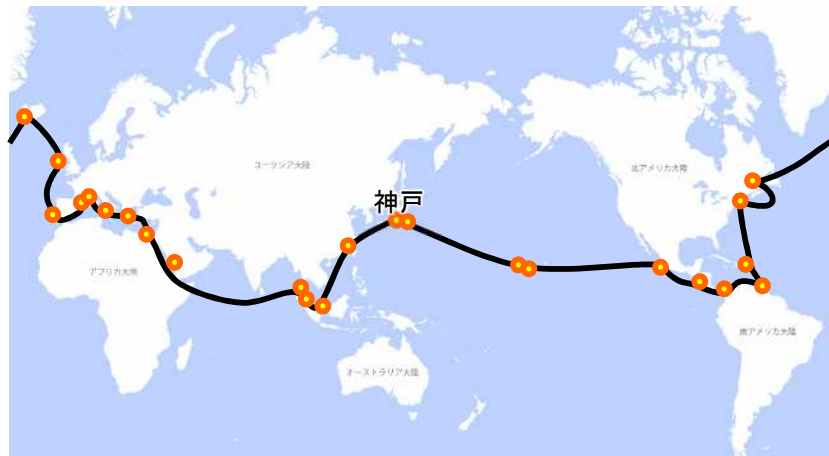 ユーラシア大陸
北アメリカ大陸
神戸
アフリカ大陸
南アメリカ大陸
オーストラリア大陸